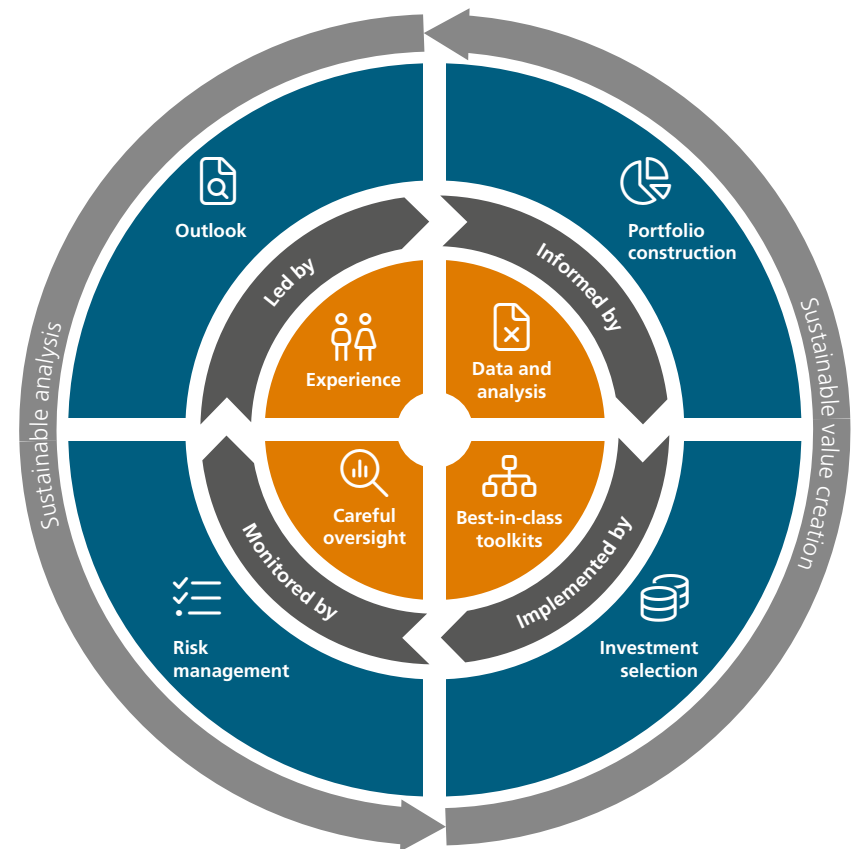 Sustainable analysis
Sustainable value creation
Outlook
Portfolio
construction
Led by
Informed by
Experience
Data and
analysis
Careful
oversight
Best-in-class
toolkits
Monitored by
Implemented by
Risk
management
Investment
selection